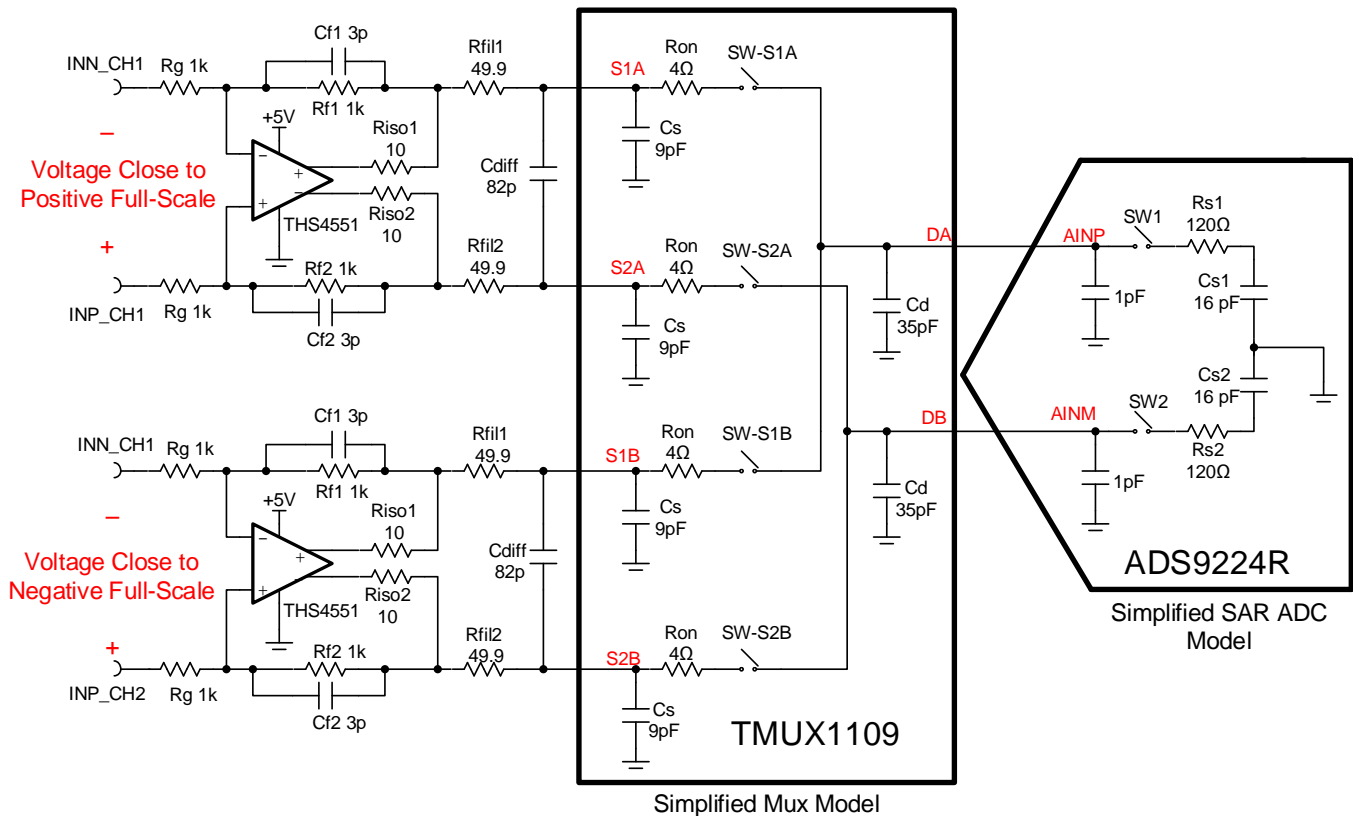 Cf1 3p
INN_CH1
Rg 1k
Rf1 1k
Rfil1
49.9
+5V
−
Voltage Close to
Positive Full-Scale
+
−
+
+
−
THS4551
Riso1
10
Riso2
10
Cdiff
82p
INP_CH1
Rg 1k
Rf2 1k
Cf2 3p
Rfil2
49.9
S1A
Ron
4Ω
SW-S1A
Cs
9pF
S2A
Ron
4Ω
SW-S2A
Cs
9pF
DA
Cd
35pF
AINP
SW1
Rs1
120Ω
1pF
Cs1
16 pF
Cs2
16 pF
AINM
SW2
Rs2
120Ω
1pF
DB
Cd
35pF
ADS9224R
Simplified SAR ADC
Model
Cf1 3p
INN_CH1
Rg 1k
Rf1 1k
Rfil1
49.9
+5V
−
Voltage Close to
Negative Full-Scale
+
−
+
+
−
THS4551
Riso1
10
Riso2
10
Cdiff
82p
INP_CH2
Rg 1k
Rf2 1k
Cf2 3p
Rfil2
49.9
S1B
Ron
4Ω
SW-S1B
Cs
9pF
S2B
Ron
4Ω
SW-S2B
Cs
9pF
TMUX1109
Simplified Mux Model